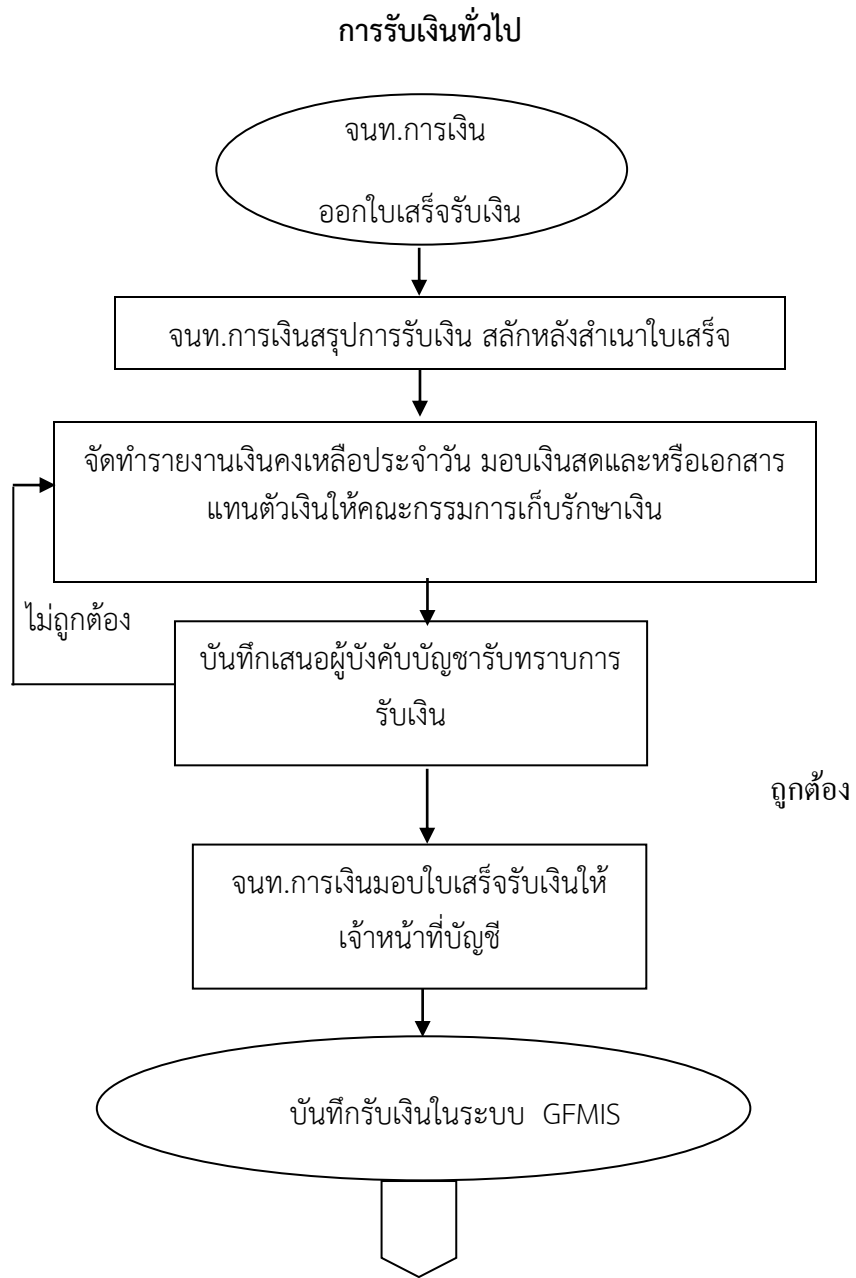 การรับเงินทั่วไป
จนท.การเงิน
ออกใบเสร็จรับเงิน
จนท.การเงินสรุปการรับเงิน สลักหลังสำเนาใบเสร็จ
จัดทำรายงานเงินคงเหลือประจำวัน มอบเงินสดและหรือเอกสาร
แทนตัวเงินให้คณะกรรมการเก็บรักษาเงิน
ไม่ถูกต้อง
บันทึกเสนอผู้บังคับบัญชารับทราบการ
รับเงิน
ถูกต้อง
จนท.การเงินมอบใบเสร็จรับเงินให้
เจ้าหน้าที่บัญชี
บันทึกรับเงินในระบบ GFMIS